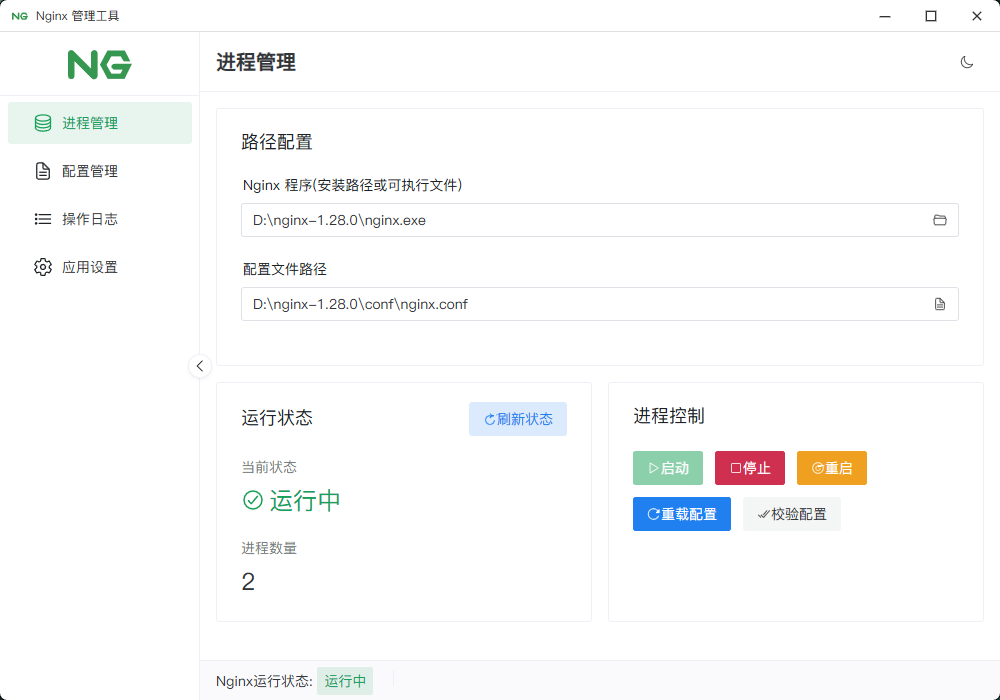 NG Nginx 管理工具
NG
进程管理
配置管理
操作日志
应用设置
进程管理
路径配置
Nginx 程序(安装路径或可执行文件)
D:\nginx-1.28.0\nginx.exe
配置文件路径
D:\nginx-1.28.0\conf\nginx.conf
运行状态
刷新状态
当前状态
运行中
进程数量
2
进程控制
启动 停止 重启
重载配置 校验配置
Nginx运行状态: 运行中